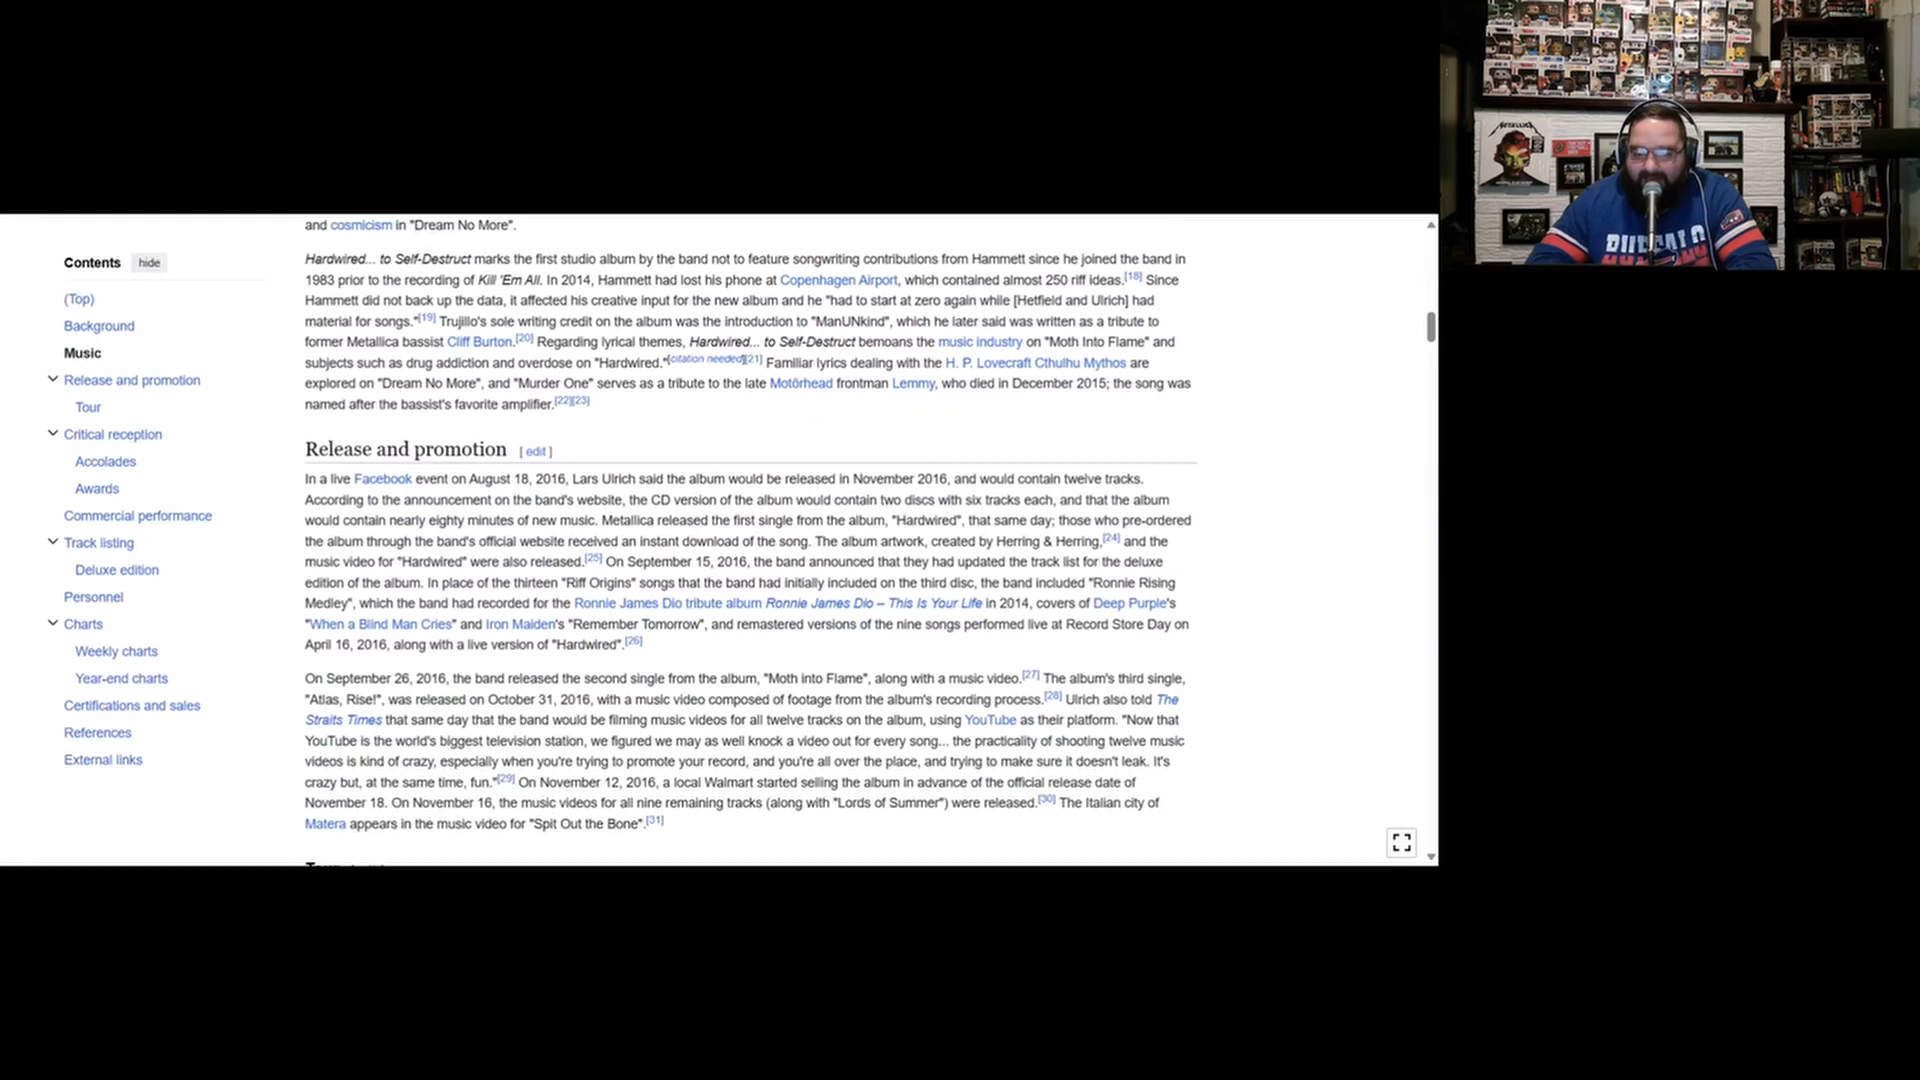 and cosmicism in "Dream No More".
Contents hide
(Top)
Background
Music
Release and promotion
Tour
Critical reception
Accolades
Awards
Commercial performance
Track listing
Deluxe edition
Personnel
Charts
Weekly charts
Year-end charts
Certifications and sales
References
External links
Hardwired... to Self-Destruct marks the first studio album by the band not to feature songwriting contributions from Hammett since he joined the band in
1983 prior to the recording of Kill 'Em All. In 2014, Hammett had lost his phone at Copenhagen Airport, which contained almost 250 riff ideas.[18] Since
Hammett did not back up the data, it affected his creative input for the new album and he "had to start at zero again while [Hetfield and Ulrich] had
material for songs."[19] Trujillo's sole writing credit on the album was the introduction to "ManUNkind", which he later said was written as a tribute to
former Metallica bassist Cliff Burton.[20] Regarding lyrical themes, Hardwired... to Self-Destruct bemoans the music industry on "Moth Into Flame" and
subjects such as drug addiction and overdose on "Hardwired."[citation needed][21] Familiar lyrics dealing with the H. P. Lovecraft Cthulhu Mythos are
explored on "Dream No More", and "Murder One" serves as a tribute to the late Motörhead frontman Lemmy, who died in December 2015; the song was
named after the bassist's favorite amplifier.[22][23]
Release and promotion [ edit ]
In a live Facebook event on August 18, 2016, Lars Ulrich said the album would be released in November 2016, and would contain twelve tracks.
According to the announcement on the band's website, the CD version of the album would contain two discs with six tracks each, and that the album
would contain nearly eighty minutes of new music. Metallica released the first single from the album, "Hardwired", that same day; those who pre-ordered
the album through the band's official website received an instant download of the song. The album artwork, created by Herring & Herring,[24] and the
music video for "Hardwired" were also released.[25] On September 15, 2016, the band announced that they had updated the track list for the deluxe
edition of the album. In place of the thirteen "Riff Origins" songs that the band had initially included on the third disc, the band included "Ronnie Rising
Medley", which the band had recorded for the Ronnie James Dio tribute album Ronnie James Dio – This Is Your Life in 2014, covers of Deep Purple's
"When a Blind Man Cries" and Iron Maiden's "Remember Tomorrow", and remastered versions of the nine songs performed live at Record Store Day on
April 16, 2016, along with a live version of "Hardwired".[26]
On September 26, 2016, the band released the second single from the album, "Moth into Flame", along with a music video.[27] The album's third single,
"Atlas, Rise!", was released on October 31, 2016, with a music video composed of footage from the album's recording process.[28] Ulrich also told The
Straits Times that same day that the band would be filming music videos for all twelve tracks on the album, using YouTube as their platform. "Now that
YouTube is the world's biggest television station, we figured we may as well knock a video out for every song... the practicality of shooting twelve music
videos is kind of crazy, especially when you're trying to promote your record, and you're all over the place, and trying to make sure it doesn't leak. It's
crazy but, at the same time, fun."[29] On November 12, 2016, a local Walmart started selling the album in advance of the official release date of
November 18. On November 16, the music videos for all nine remaining tracks (along with "Lords of Summer") were released.[30] The Italian city of
Matera appears in the music video for "Spit Out the Bone".[31]
METALLICA
BUFFALO